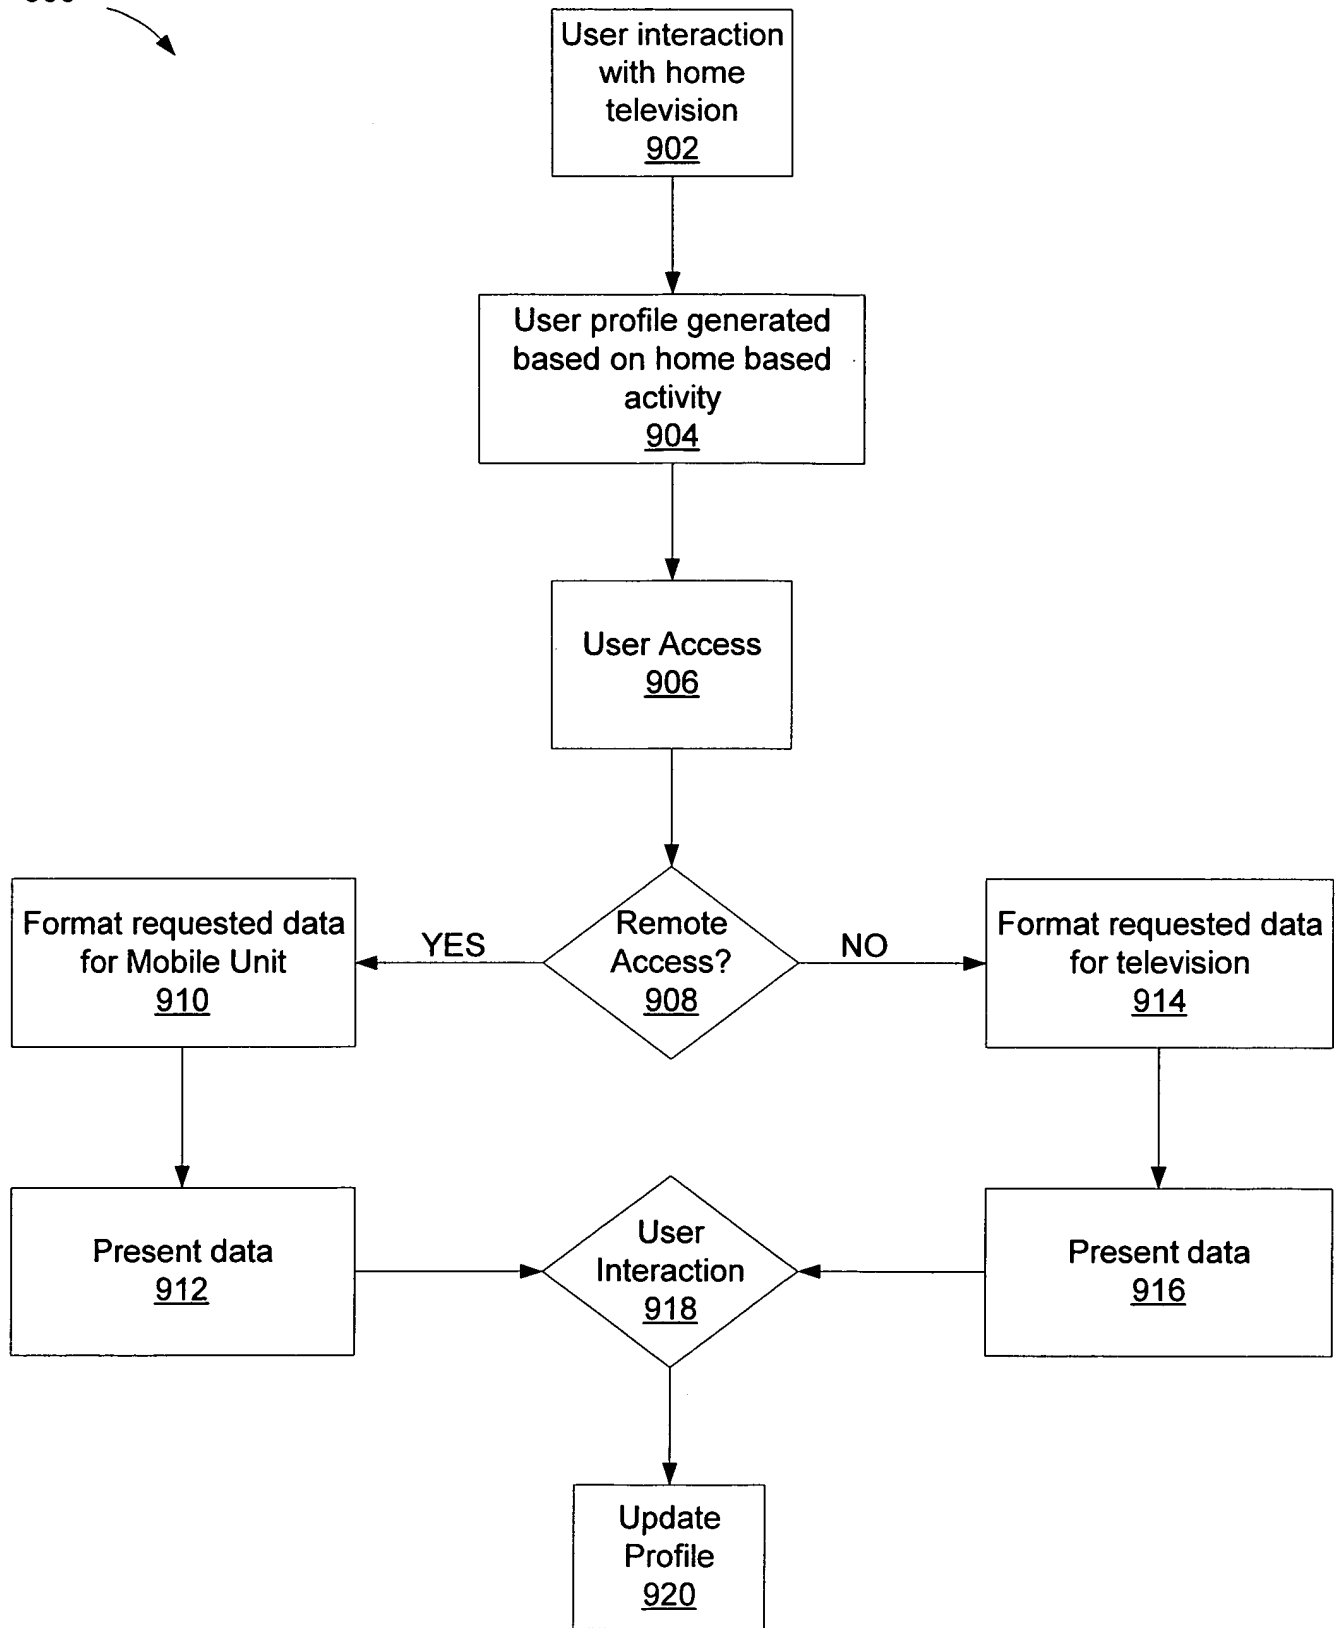 User interaction
with home
television
902
User profile generated
based on home based
activity
904
User Access
906
Remote
Access?
908
YES
NO
Format requested data
for Mobile Unit
910
Format requested data
for television
914
Present data
912
User
Interaction
918
Present data
916
Update
Profile
920